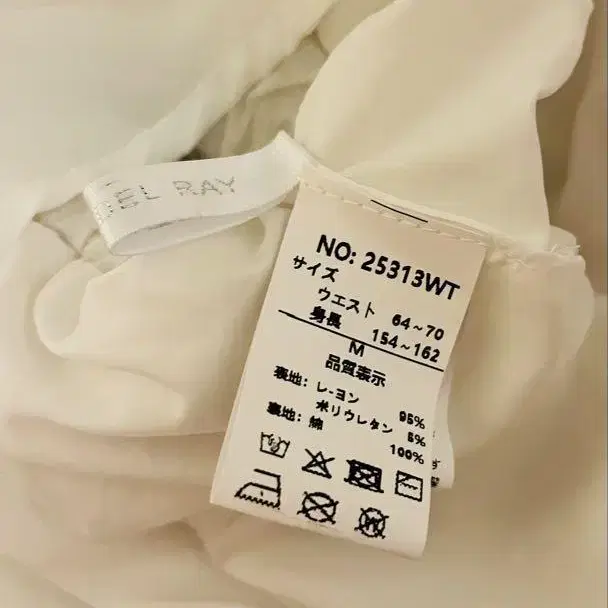 EL RAY
NO: 25313WT
サイズ
ウエスト 64~70
身長 154~162
M
品質表示
表地: レ-ヨン 95%
ポリウレタン 5%
裏地: 綿 100%